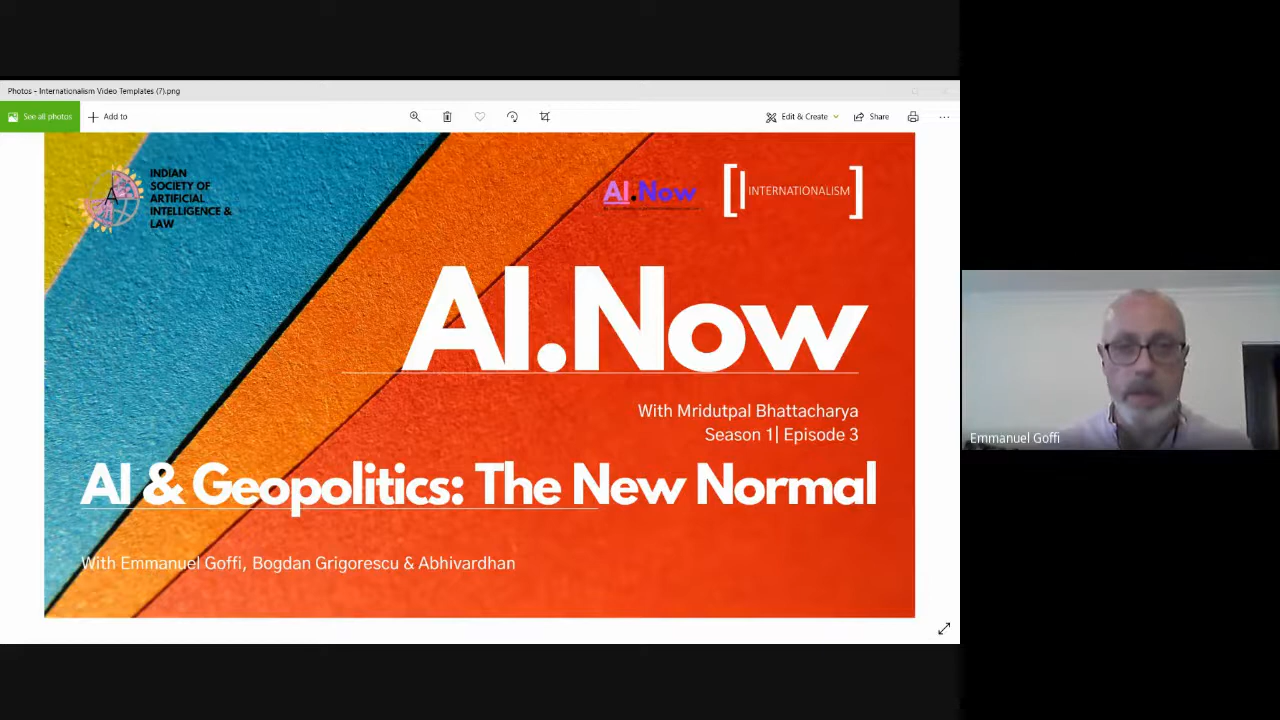 Photos - Internationalism Video Templates (7).png
See all photos
Add to
Edit & Create
Share
INDIAN
SOCIETY OF
ARTIFICIAL
INTELLIGENCE &
LAW
AI.Now
[| INTERNATIONALISM]
AI.Now
With Mridutpal Bhattacharya
Season 1| Episode 3
AI & Geopolitics: The New Normal
With Emmanuel Goffi, Bogdan Grigorescu & Abhivardhan
Emmanuel Goffi